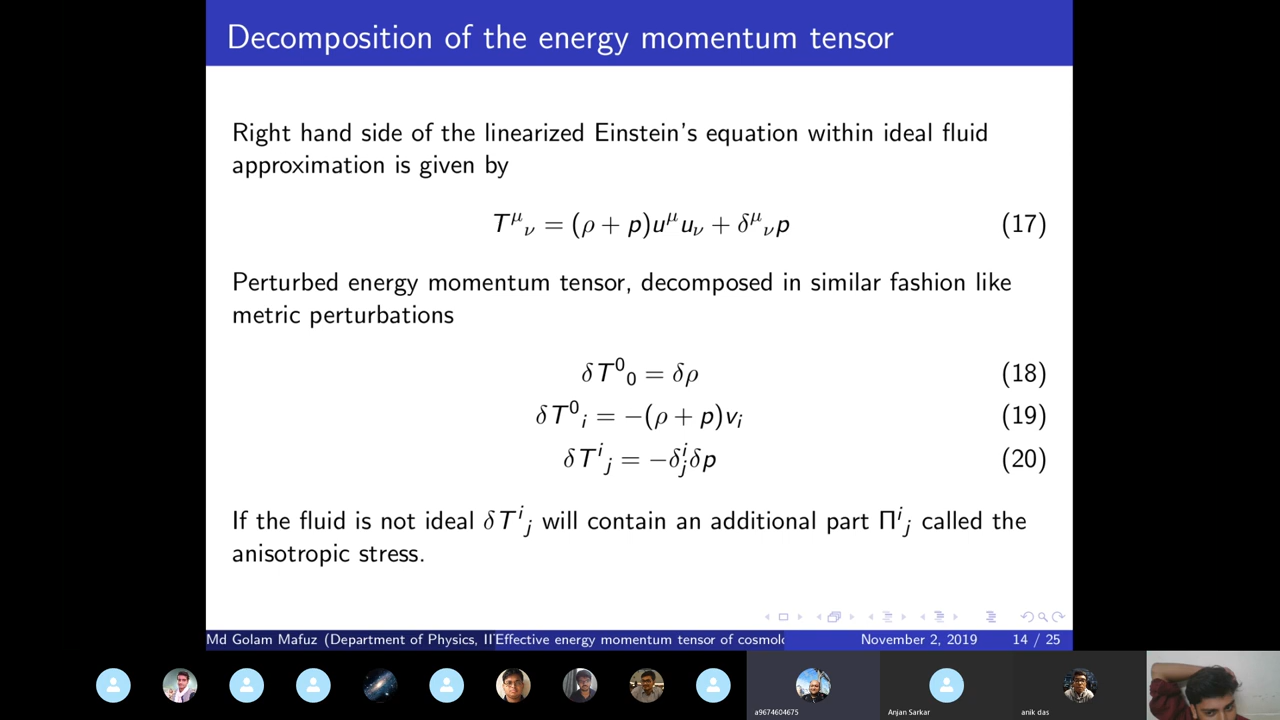 Decomposition of the energy momentum tensor
Right hand side of the linearized Einstein's equation within ideal fluid
approximation is given by
T^μ_ν = (ρ + p)u^μ u_ν + δ^μ_ν p (17)
Perturbed energy momentum tensor, decomposed in similar fashion like
metric perturbations
δT^0_0 = δρ (18)
δT^0_i = −(ρ + p)v_i (19)
δT^i_j = −δ^i_j δp (20)
If the fluid is not ideal δT^i_j will contain an additional part Π^i_j called the
anisotropic stress.
Md Golam Mafuz (Department of Physics, II Effective energy momentum tensor of cosmolo November 2, 2019 14 / 25
a9674604675 Anjan Sarkar anik das